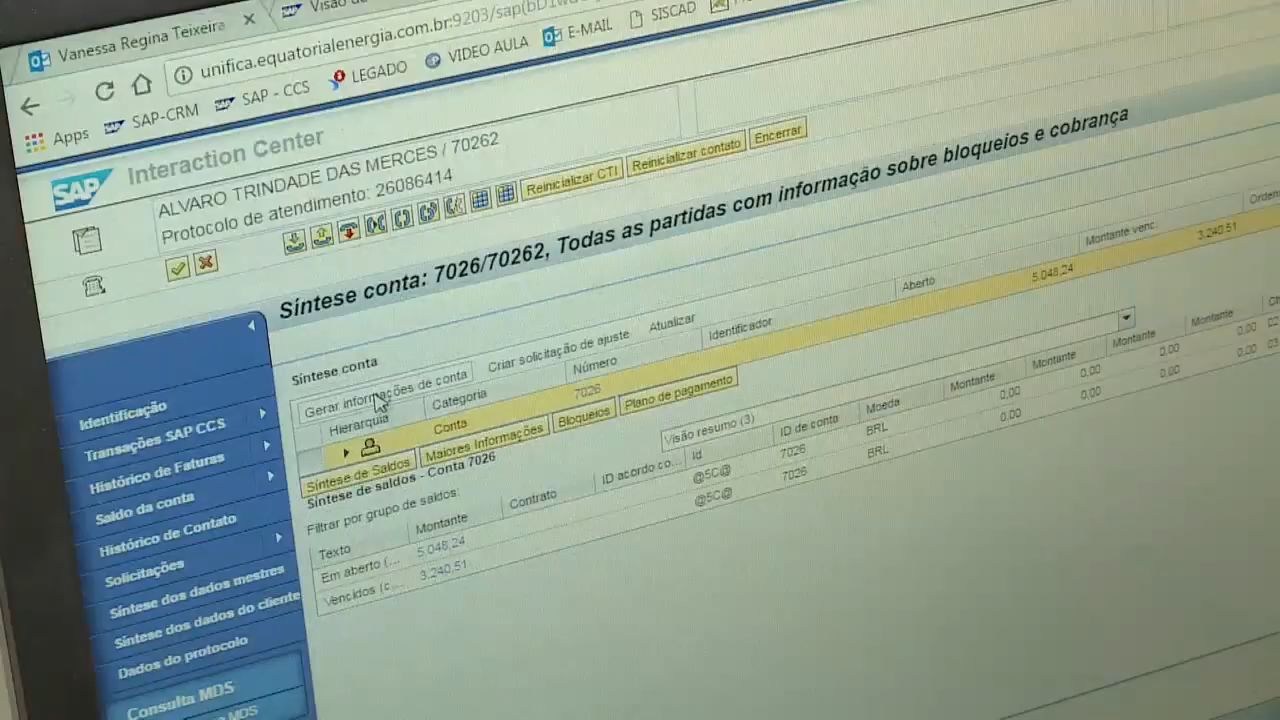 Vanessa Regina Teixeira
unifica.equatorialenergia.com.br:9203/sap(bD1w
Apps SAP-CRM SAP - CCS LEGADO VIDEO AULA E-MAIL SISCAD
SAP Interaction Center
ALVARO TRINDADE DAS MERCES / 70262
Protocolo de atendimento: 26086414
Reinicializar CTI Reinicializar contato Encerrar
Síntese conta: 7026/70262, Todas as partidas com informação sobre bloqueios e cobrança
Identificação
Transações SAP CCS
Histórico de Faturas
Saldo da conta
Histórico de Contato
Solicitações
Síntese dos dados mestres
Síntese dos dados do cliente
Dados do protocolo
Consulta MDS
MDS
Síntese conta
Gerar informações de conta Criar solicitação de ajuste Atualizar
Hierarquia Categoria Número Identificador Aberto Montante venc.
Conta 7026 5.048,24 3.240,51
Síntese de Saldos Maiores Informações Bloqueios Plano de pagamento
Síntese de saldos - Conta 7026
Filtrar por grupo de saldos: Visão resumo (3)
Texto Montante Contrato ID acordo co... Id ID de conta Moeda Montante Montante Montante Montante
Em aberto (... 5.048,24 @5C@ 7026 BRL 0,00 0,00 0,00 0,00
Vencidos (c... 3.240,51 @5C@ 7026 BRL 0,00 0,00 0,00 0,00